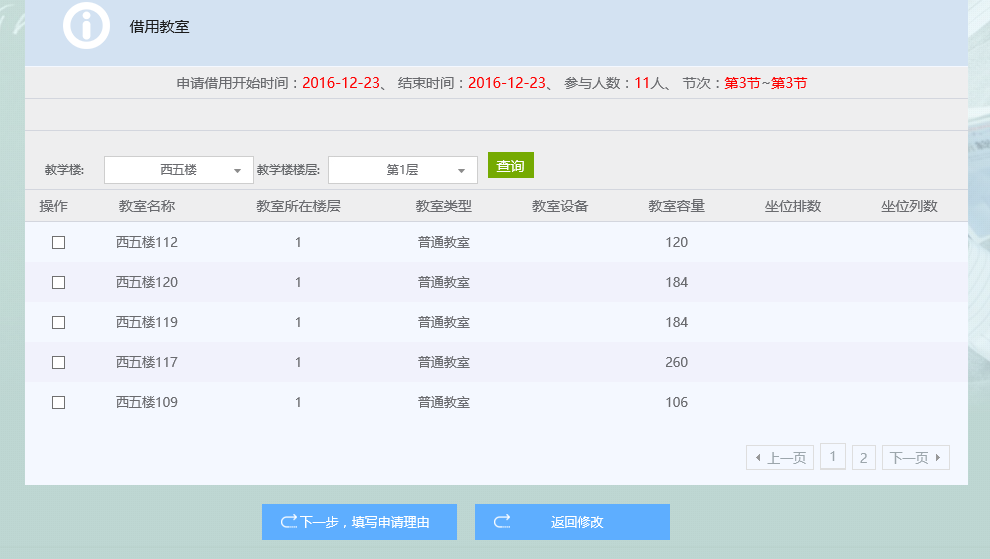 借用教室
申请借用开始时间：2016-12-23、 结束时间：2016-12-23、 参与人数：11人、 节次：第3节~第3节
教学楼: 西五楼 教学楼楼层: 第1层 查询
操作 教室名称 教室所在楼层 教室类型 教室设备 教室容量 坐位排数 坐位列数
西五楼112 1 普通教室 120
西五楼120 1 普通教室 184
西五楼119 1 普通教室 184
西五楼117 1 普通教室 260
西五楼109 1 普通教室 106
上一页 1 2 下一页
下一步，填写申请理由 返回修改